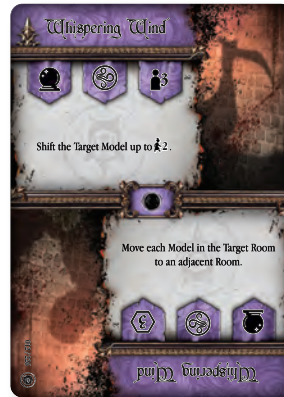 Whispering Wind
3
Shift the Target Model up to 2.
Move each Model in the Target Room
to an adjacent Room.
3
Whispering Wind